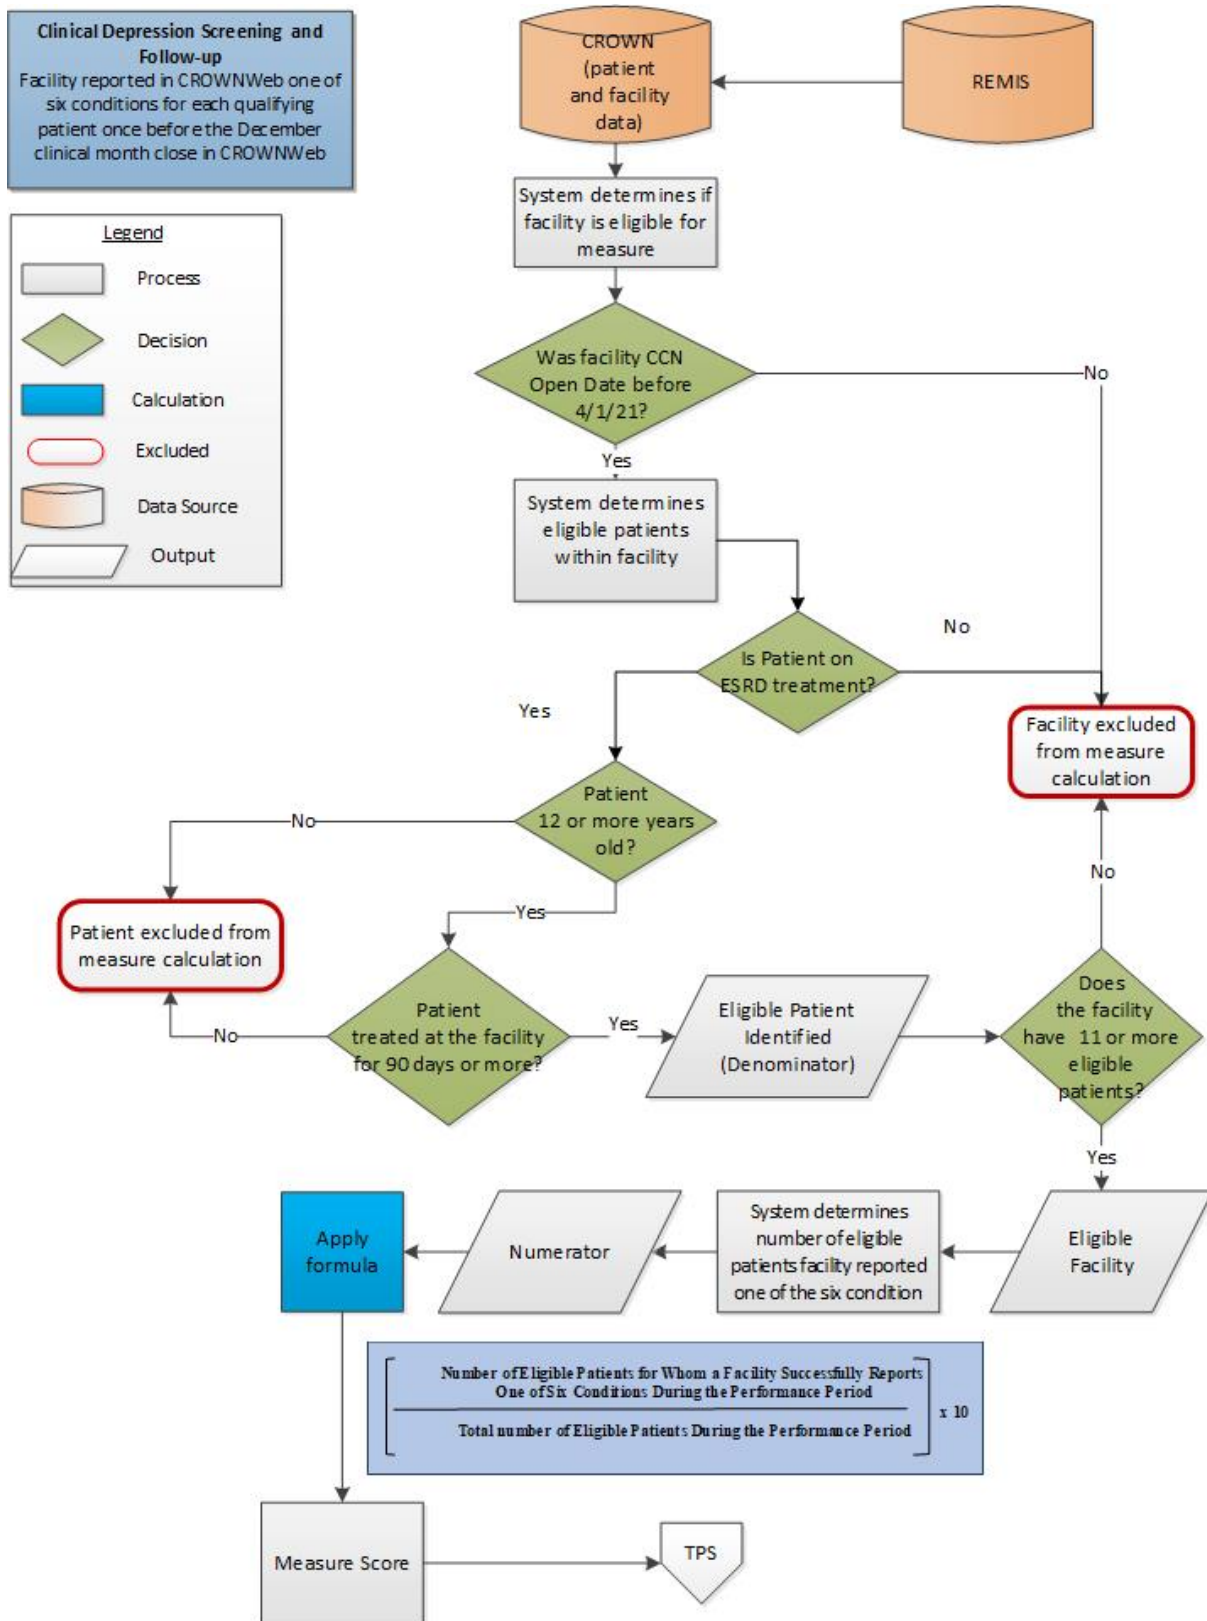 Clinical Depression Screening and
Follow-up
Facility reported in CROWNWeb one of
six conditions for each qualifying
patient once before the December
clinical month close in CROWNWeb
CROWN
(patient
and facility
data)
REMIS
Legend
Process
Decision
Calculation
Excluded
Data Source
Output
System determines if
facility is eligible for
measure
Was facility CCN
Open Date before
4/1/21?
No
Yes
System determines
eligible patients
within facility
Is Patient on
ESRD treatment?
No
Yes
Facility excluded
from measure
calculation
Patient
12 or more years
old?
No
Yes
Patient excluded from
measure calculation
No
Patient
treated at the facility
for 90 days or more?
Yes
Eligible Patient
Identified
(Denominator)
Does
the facility
have 11 or more
eligible
patients?
No
Yes
Eligible
Facility
System determines
number of eligible
patients facility reported
one of the six condition
Numerator
Apply
formula
Number of Eligible Patients for Whom a Facility Successfully Reports
One of Six Conditions During the Performance Period
Total number of Eligible Patients During the Performance Period
x 10
Measure Score
TPS